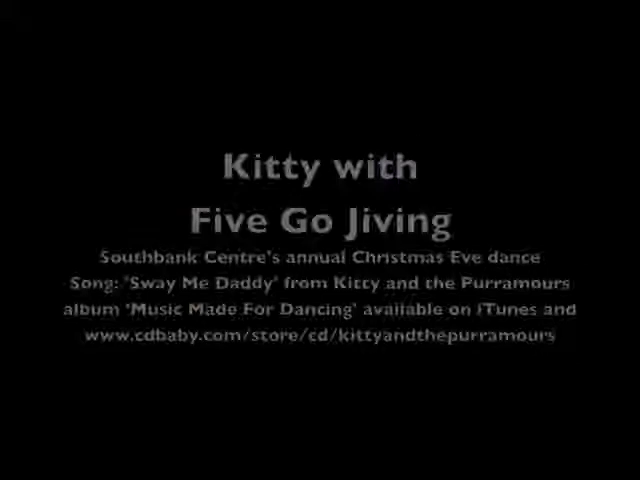 Kitty with
Five Go Jiving
Southbank Centre's annual Christmas Eve dance
Song: 'Sway Me Daddy' from Kitty and the Purramours
album 'Music Made For Dancing' available on iTunes and
www.cdbaby.com/store/cd/kittyandthepurramours